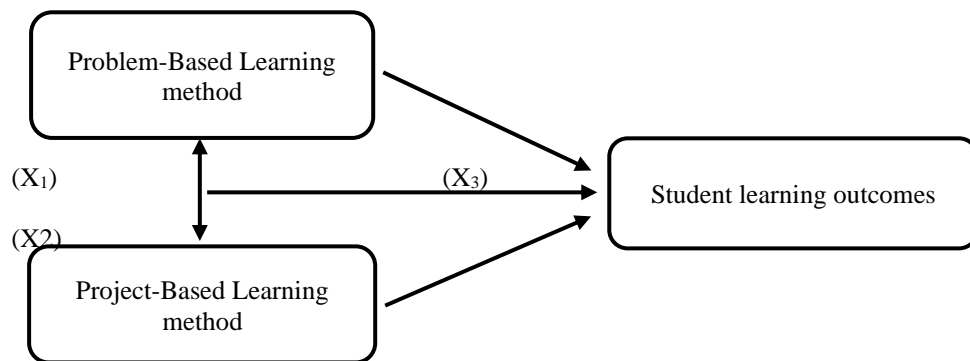 Problem-Based Learning
method
(X₁)
(X₃)
Student learning outcomes
(X2)
Project-Based Learning
method